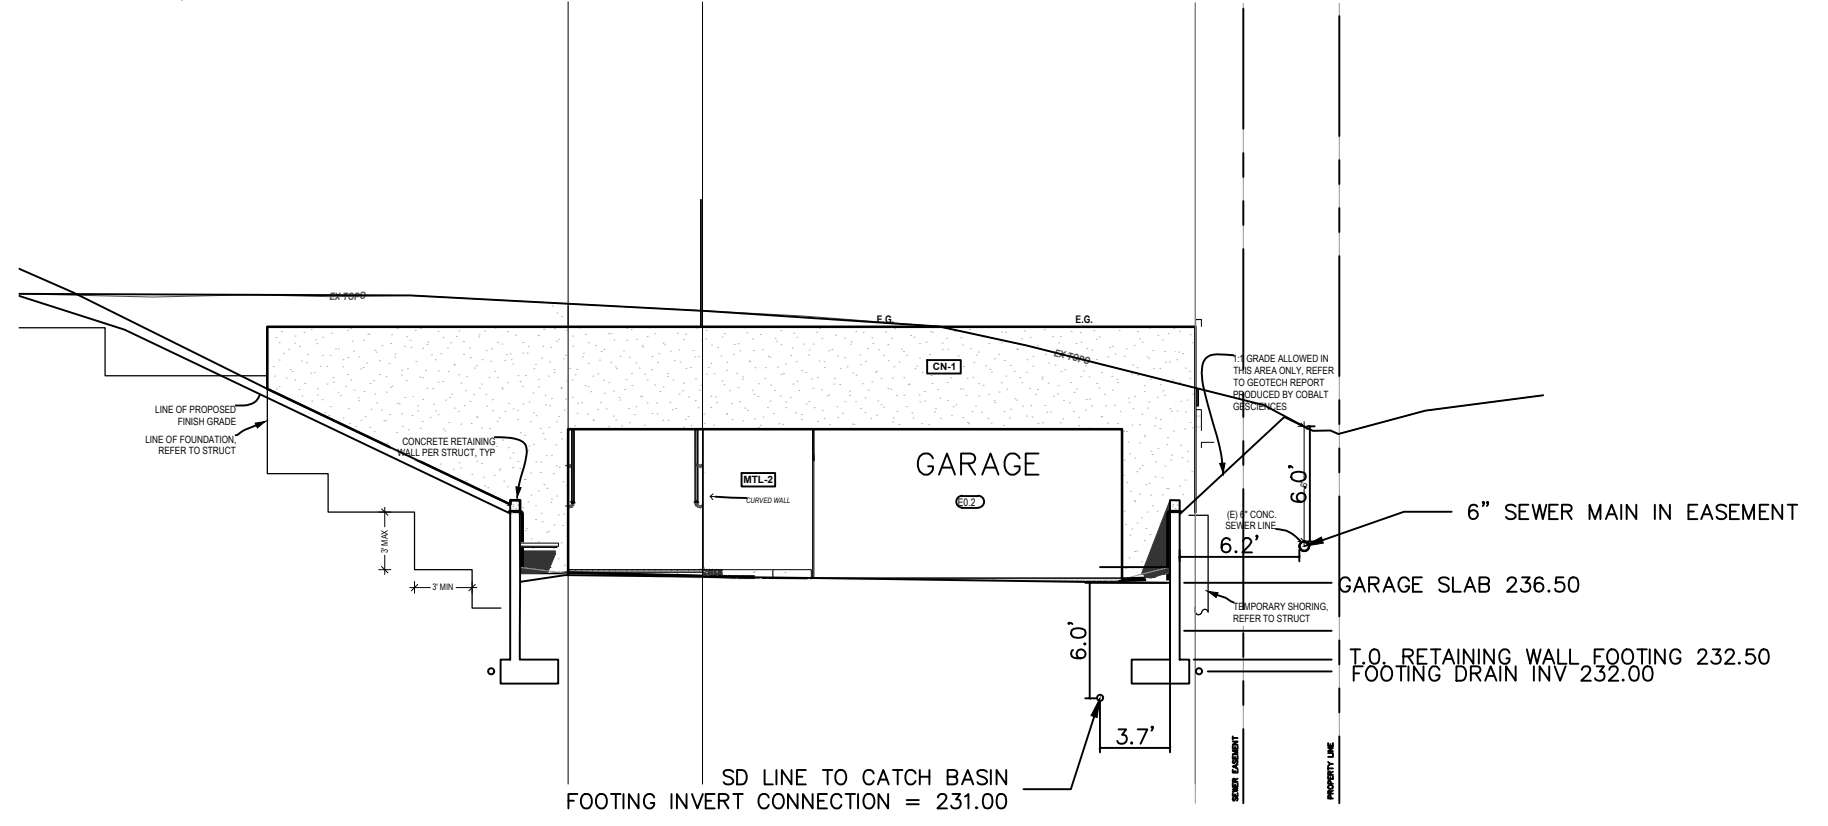 EX TOPO
E.G.
E.G.
EX TOPO
CN-1
1:1 GRADE ALLOWED IN
THIS AREA ONLY, REFER
TO GEOTECH REPORT
PRODUCED BY COBALT
GESCIENCES
LINE OF PROPOSED
FINISH GRADE
LINE OF FOUNDATION,
REFER TO STRUCT
CONCRETE RETAINING
WALL PER STRUCT, TYP
GARAGE
MTL-2
CURVED WALL
E0.2
6.0'
(E) 6" CONC.
SEWER LINE
6" SEWER MAIN IN EASEMENT
6.2'
3' MAX
3' MIN
GARAGE SLAB 236.50
TEMPORARY SHORING,
REFER TO STRUCT
6.0'
T.O. RETAINING WALL FOOTING 232.50
FOOTING DRAIN INV 232.00
3.7'
SD LINE TO CATCH BASIN
FOOTING INVERT CONNECTION = 231.00
SEWER EASEMENT
PROPERTY LINE